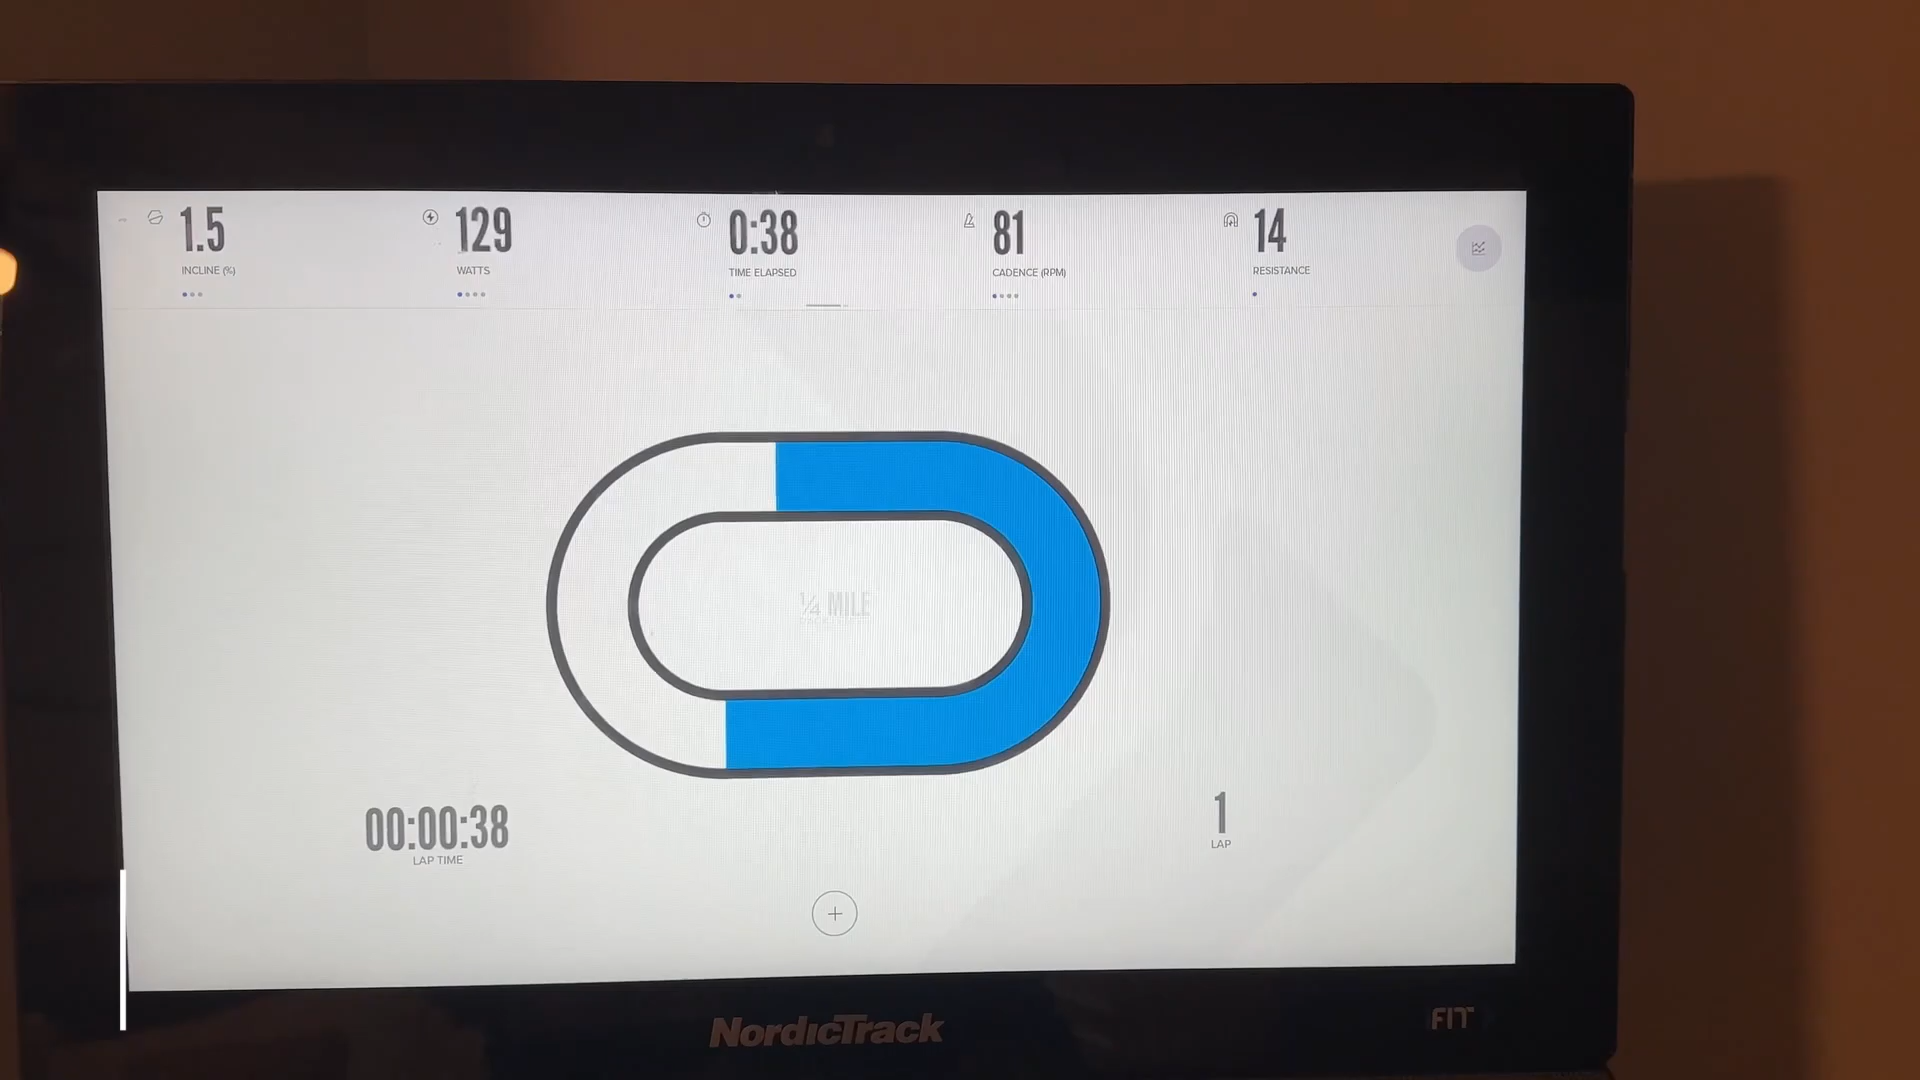 1.5
INCLINE (%)
129
WATTS
0:38
TIME ELAPSED
81
CADENCE (RPM)
14
RESISTANCE
¼ MILE
00:00:38
LAP TIME
1
LAP
NordicTrack
FIT